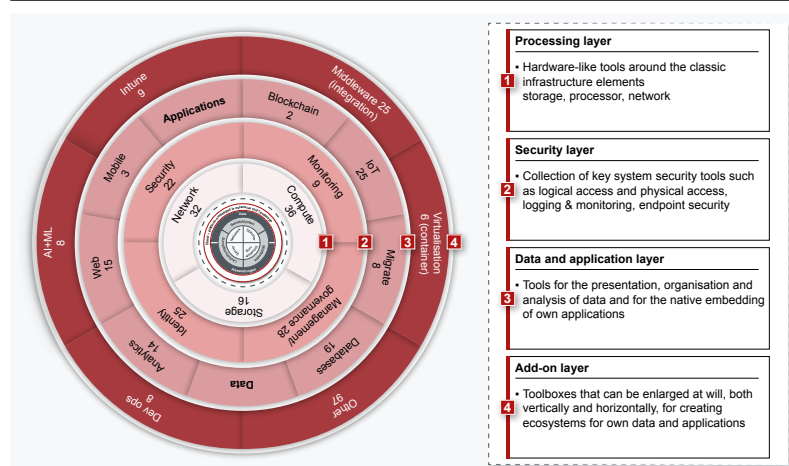 Intune
9
Middleware 25
(integration)
Virtualisation
6 (container)
Other
97
Dev ops
8
AI+ML
8
Applications
Blockchain
2
IoT
25
Migrate
8
Databases
19
Data
Analytics
14
Web
15
Mobile
3
Security
22
Monitoring
9
Management/
governance 28
Identity
25
Network
32
Compute
36
Storage
16
1
2
3
4
Processing layer
1
• Hardware-like tools around the classic
infrastructure elements
storage, processor, network
Security layer
2
• Collection of key system security tools such
as logical access and physical access,
logging & monitoring, endpoint security
Data and application layer
3
• Tools for the presentation, organisation and
analysis of data and for the native embedding
of own applications
Add-on layer
4
• Toolboxes that can be enlarged at will, both
vertically and horizontally, for creating
ecosystems for own data and applications